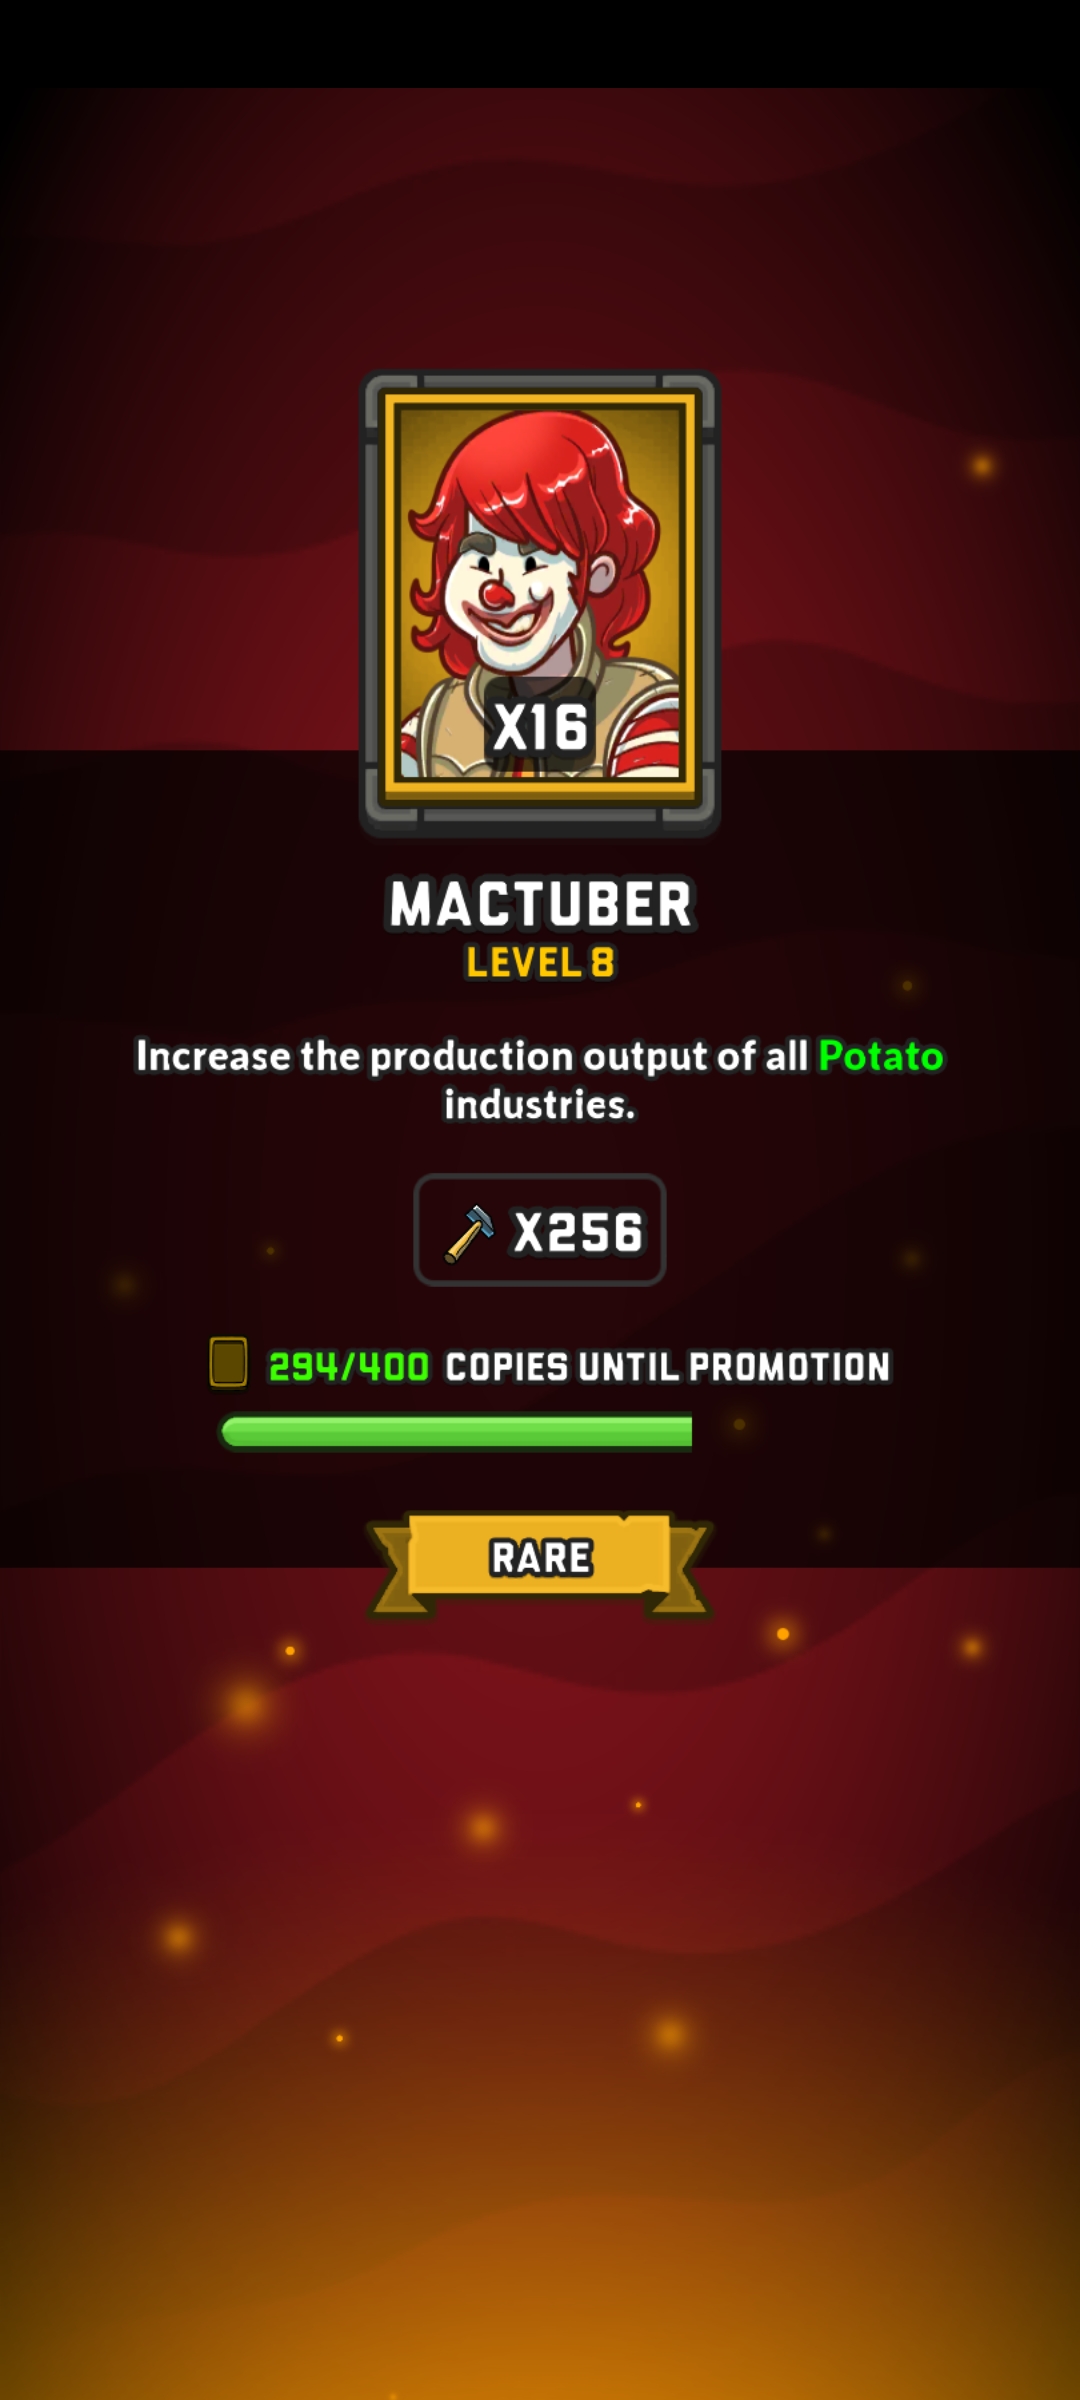 X16
MACTUBER
LEVEL 8
Increase the production output of all Potato
industries.
X256
294/400 COPIES UNTIL PROMOTION
RARE